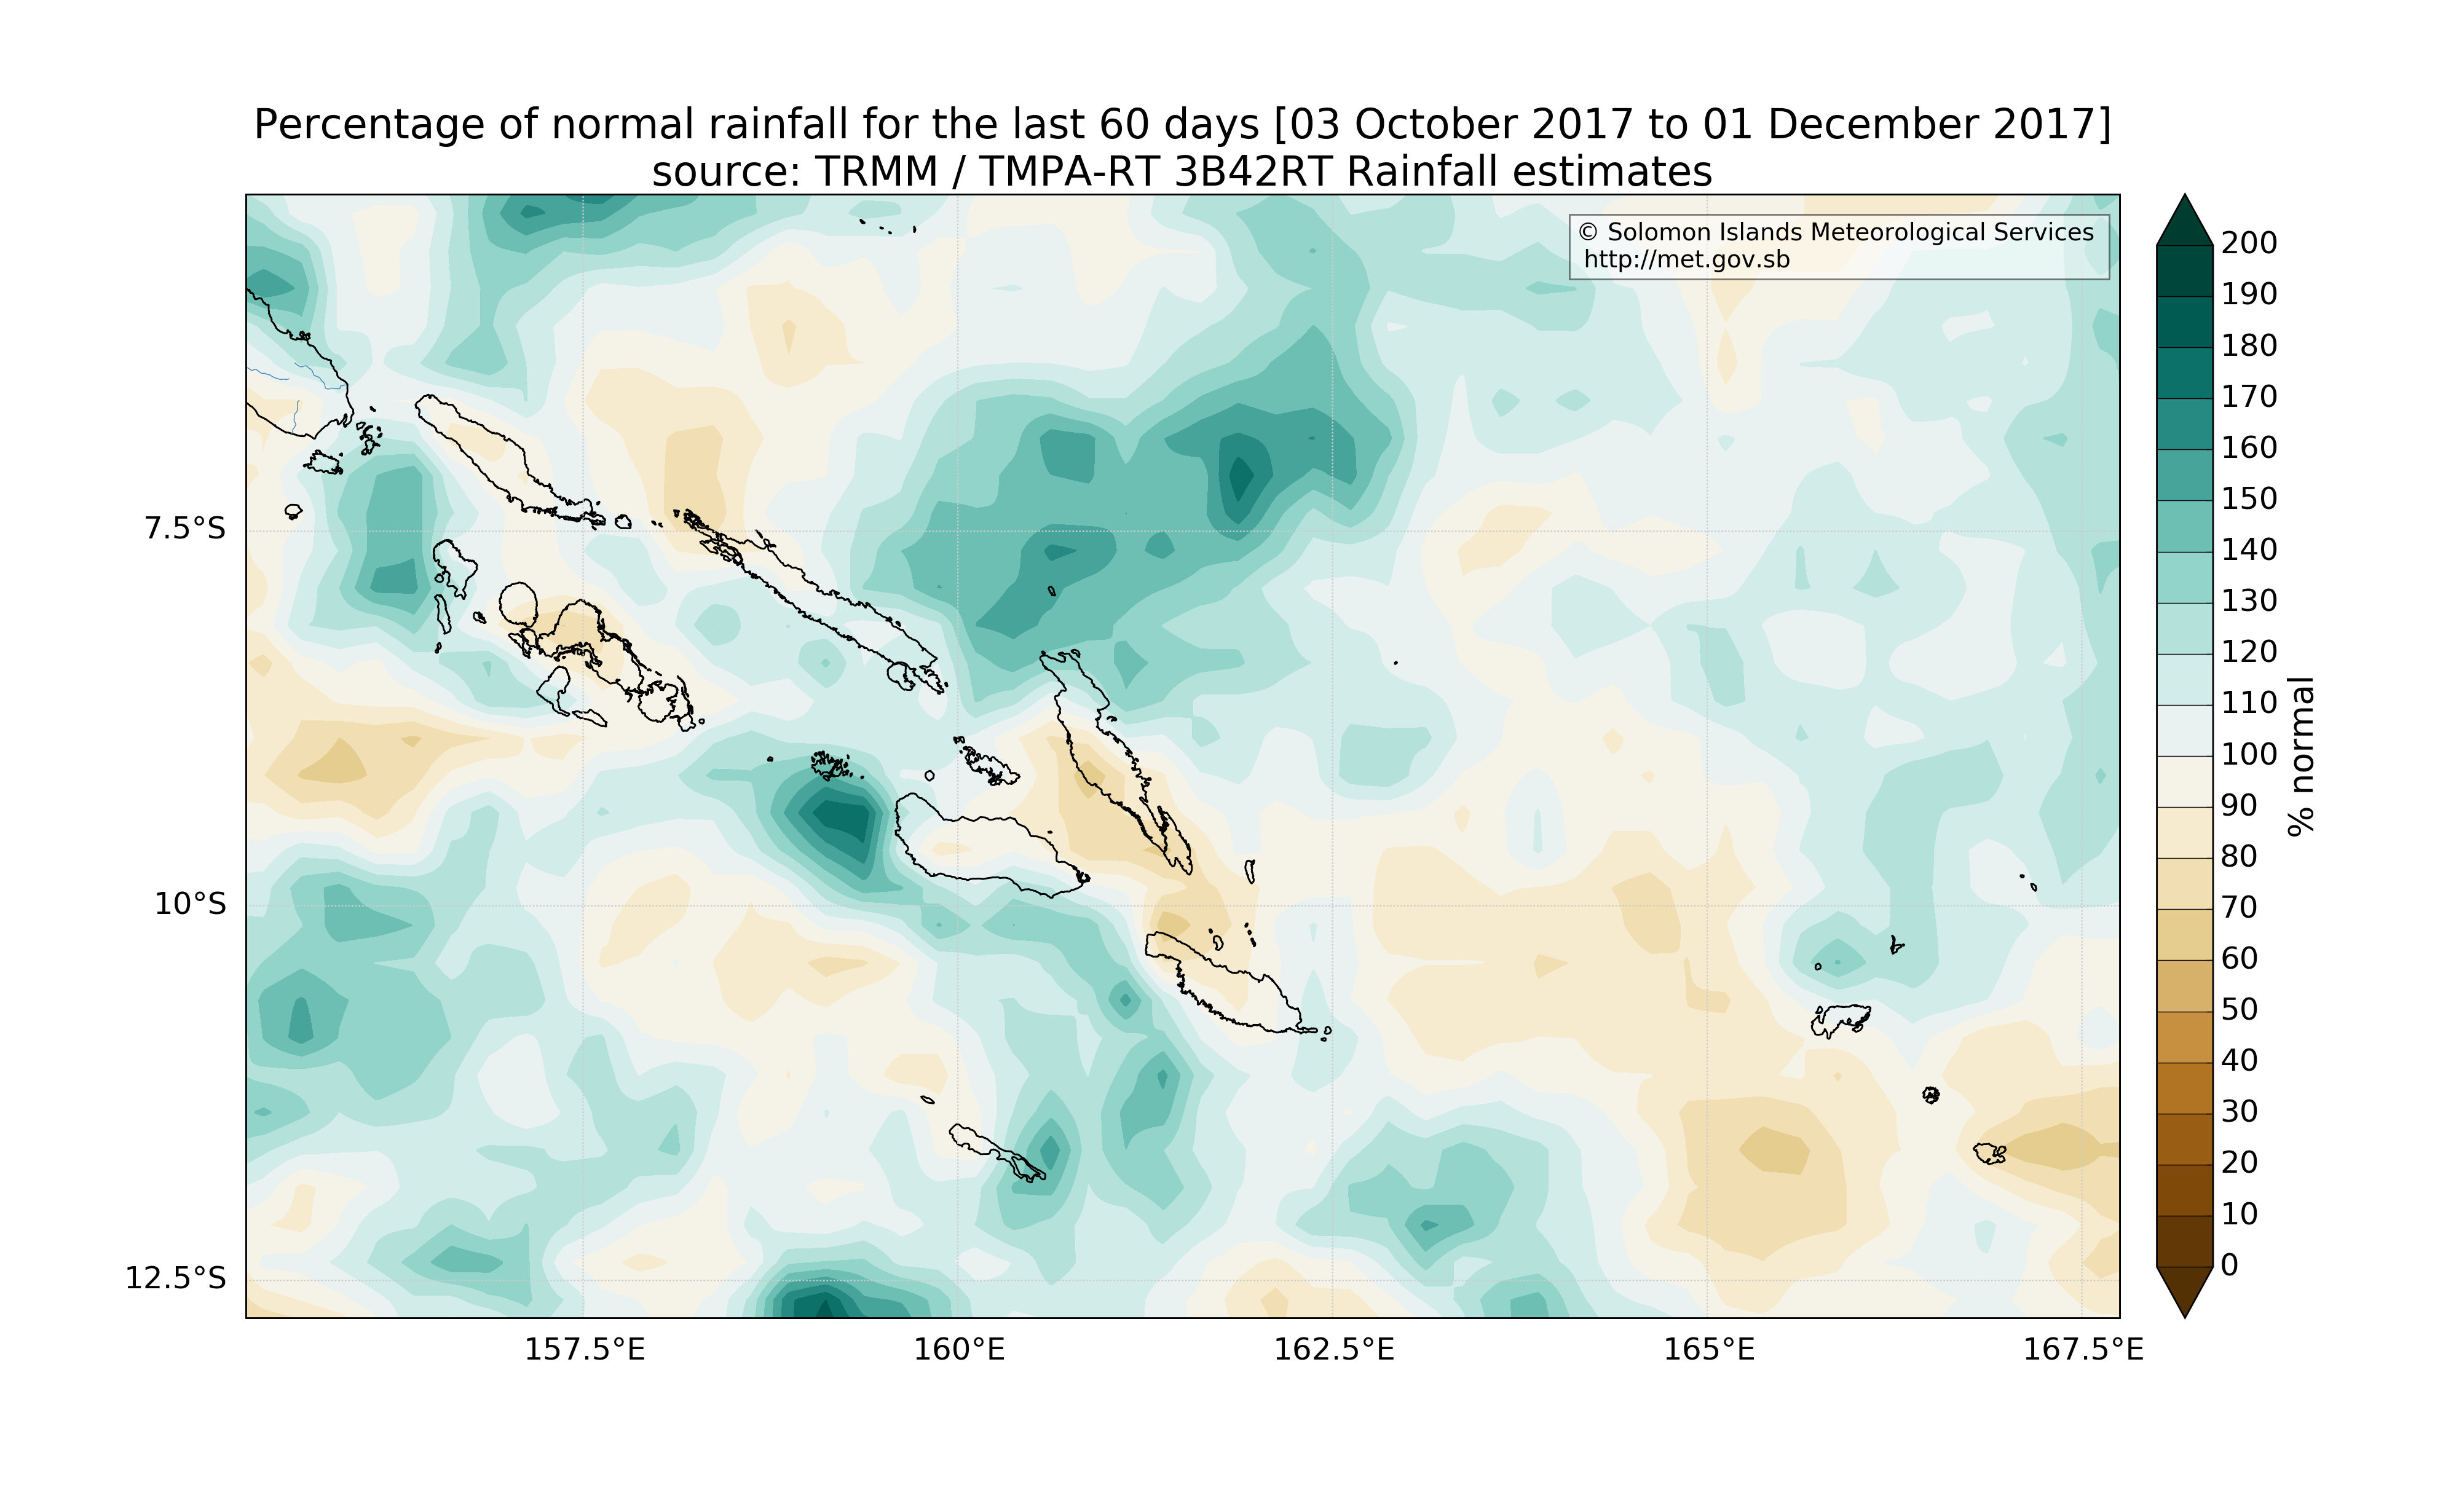 Percentage of normal rainfall for the last 60 days [03 October 2017 to 01 December 2017]
source: TRMM / TMPA-RT 3B42RT Rainfall estimates
© Solomon Islands Meteorological Services
http://met.gov.sb
7.5°S
10°S
12.5°S
157.5°E
160°E
162.5°E
165°E
167.5°E
200
190
180
170
160
150
140
130
120
110
100
90
80
70
60
50
40
30
20
10
0
% normal